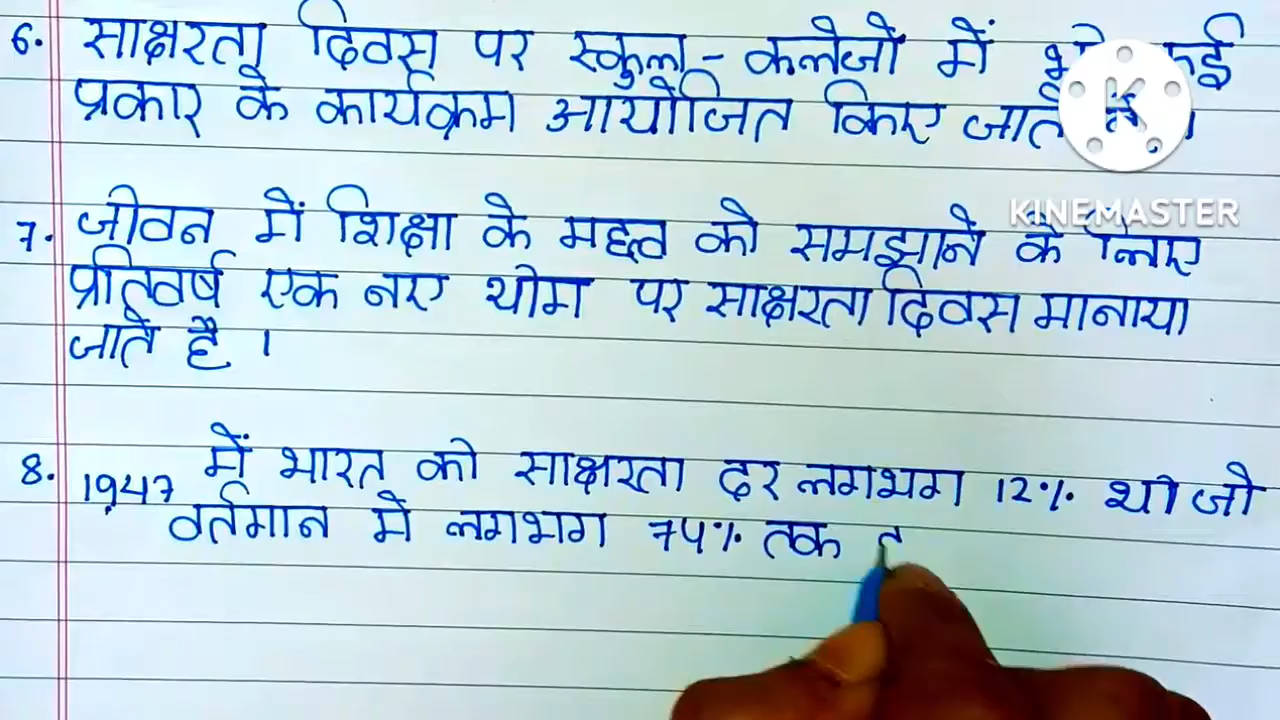 6. साक्षरता दिवस पर स्कुल - कलेजों में कई
प्रकार के कार्यक्रम आयोजित किए जाते
KINEMASTER
7. जीवन में शिक्षा के महत्व को समझाने के लिए
प्रतिवर्ष एक नए थीम पर साक्षरता दिवस मानाया
जाते है ।
8. 1947 में भारत की साक्षरता दर लगभग 12% थी जो
वर्तमान में लगभग 74% तक